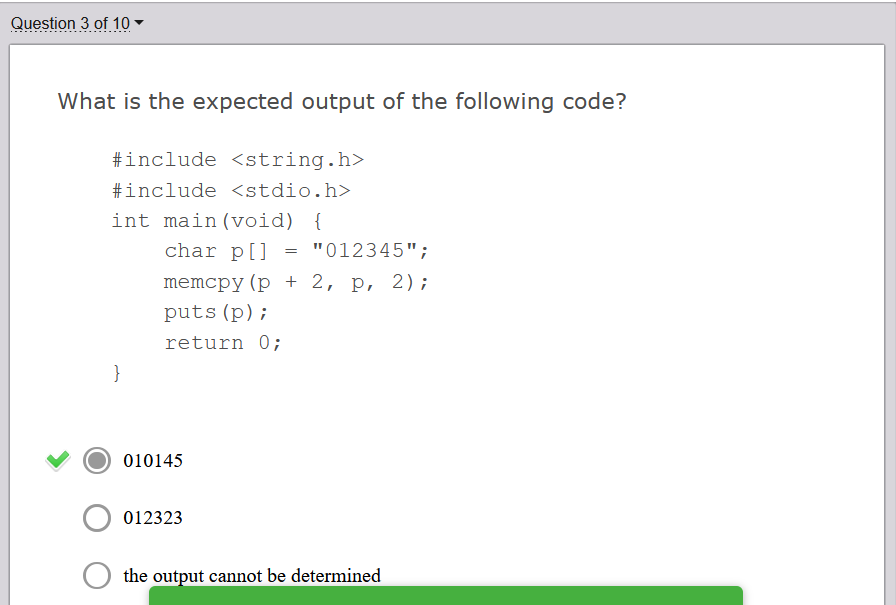 Question 3 of 10
What is the expected output of the following code?
#include <string.h>
#include <stdio.h>
int main(void) {
    char p[] = "012345";
    memcpy(p + 2, p, 2);
    puts(p);
    return 0;
}
010145
012323
the output cannot be determined